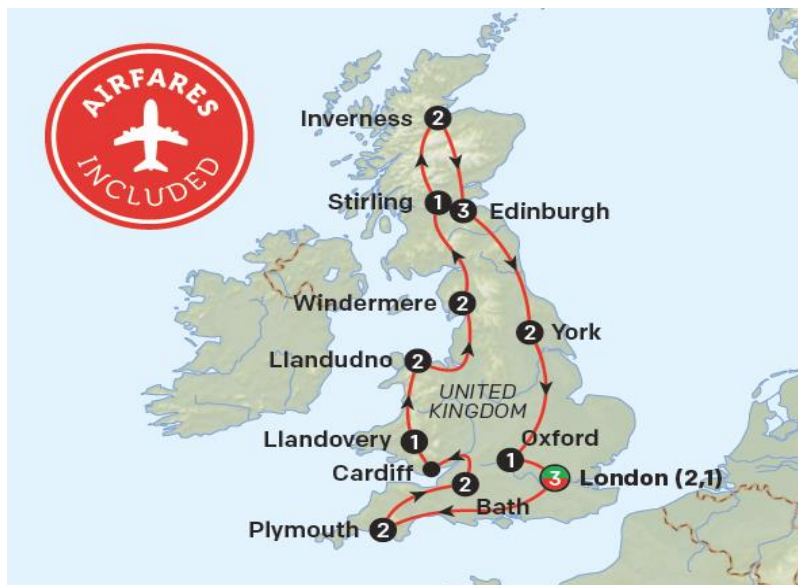 AIRFARES
INCLUDED
Inverness 2
Stirling 1
3 Edinburgh
Windermere 2
2 York
Llandudno 2
UNITED
KINGDOM
Llandovery 1
Oxford
1
Cardiff
3 London (2,1)
2
Bath
Plymouth 2